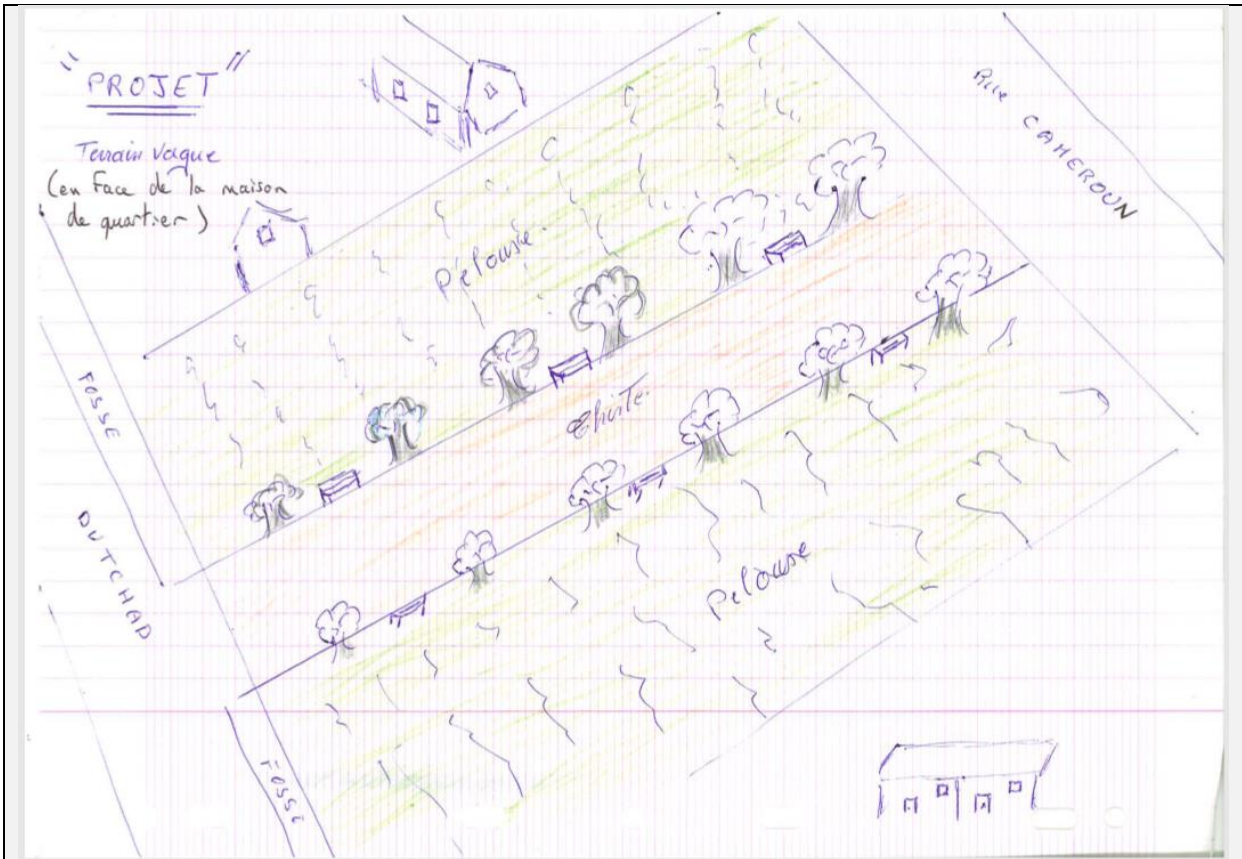 "PROJET"
Terrain vague
(en face de la maison
de quartier)
Rue CAMEROUN
Pelouse
FOSSE
DU TCHAD
Pelouse
FOSSE